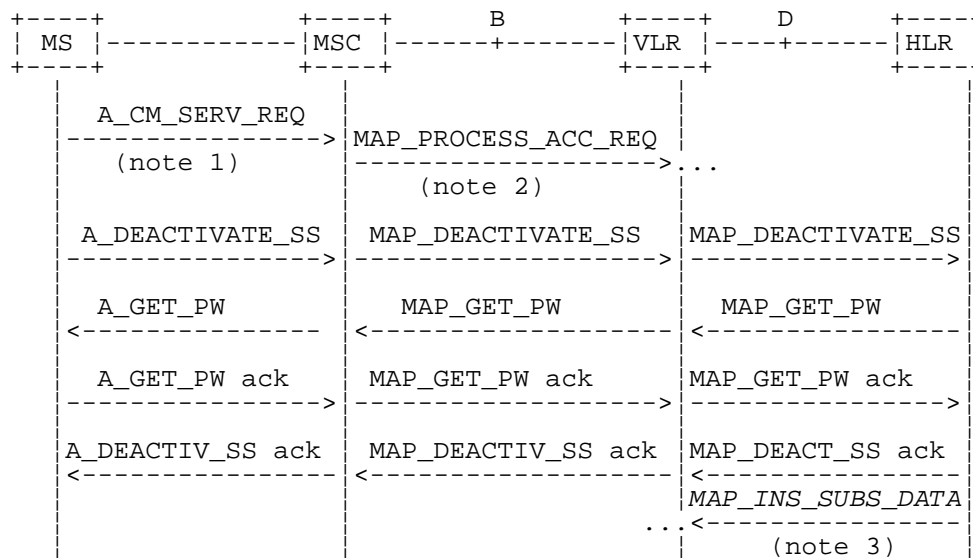 B D
MS MSC VLR HLR
A_CM_SERV_REQ
MAP_PROCESS_ACC_REQ
(note 1) ...
(note 2)
A_DEACTIVATE_SS MAP_DEACTIVATE_SS MAP_DEACTIVATE_SS
A_GET_PW MAP_GET_PW MAP_GET_PW
A_GET_PW ack MAP_GET_PW ack MAP_GET_PW ack
A_DEACTIV_SS ack MAP_DEACTIV_SS ack MAP_DEACT_SS ack
MAP_INS_SUBS_DATA
...
(note 3)